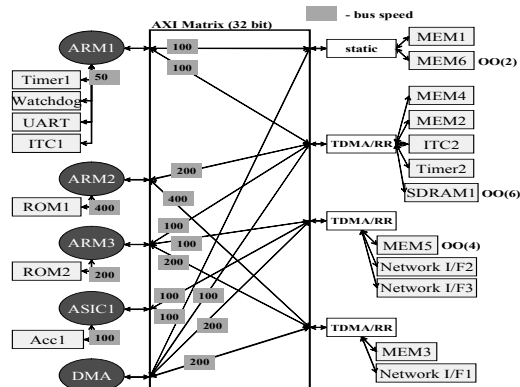 AXI Matrix (32 bit)
- bus speed
ARM1
100
100
static
MEM1
MEM6 OO(2)
50
Timer1
Watchdog
UART
ITC1
MEM4
MEM2
TDMA/RR
ITC2
Timer2
SDRAM1 OO(6)
ARM2
200
400
ROM1
400
ARM3
100
100
200
ROM2
200
TDMA/RR
MEM5 OO(4)
Network I/F2
Network I/F3
ASIC1
100
100
100
200
Acc1
100
TDMA/RR
MEM3
Network I/F1
DMA
200